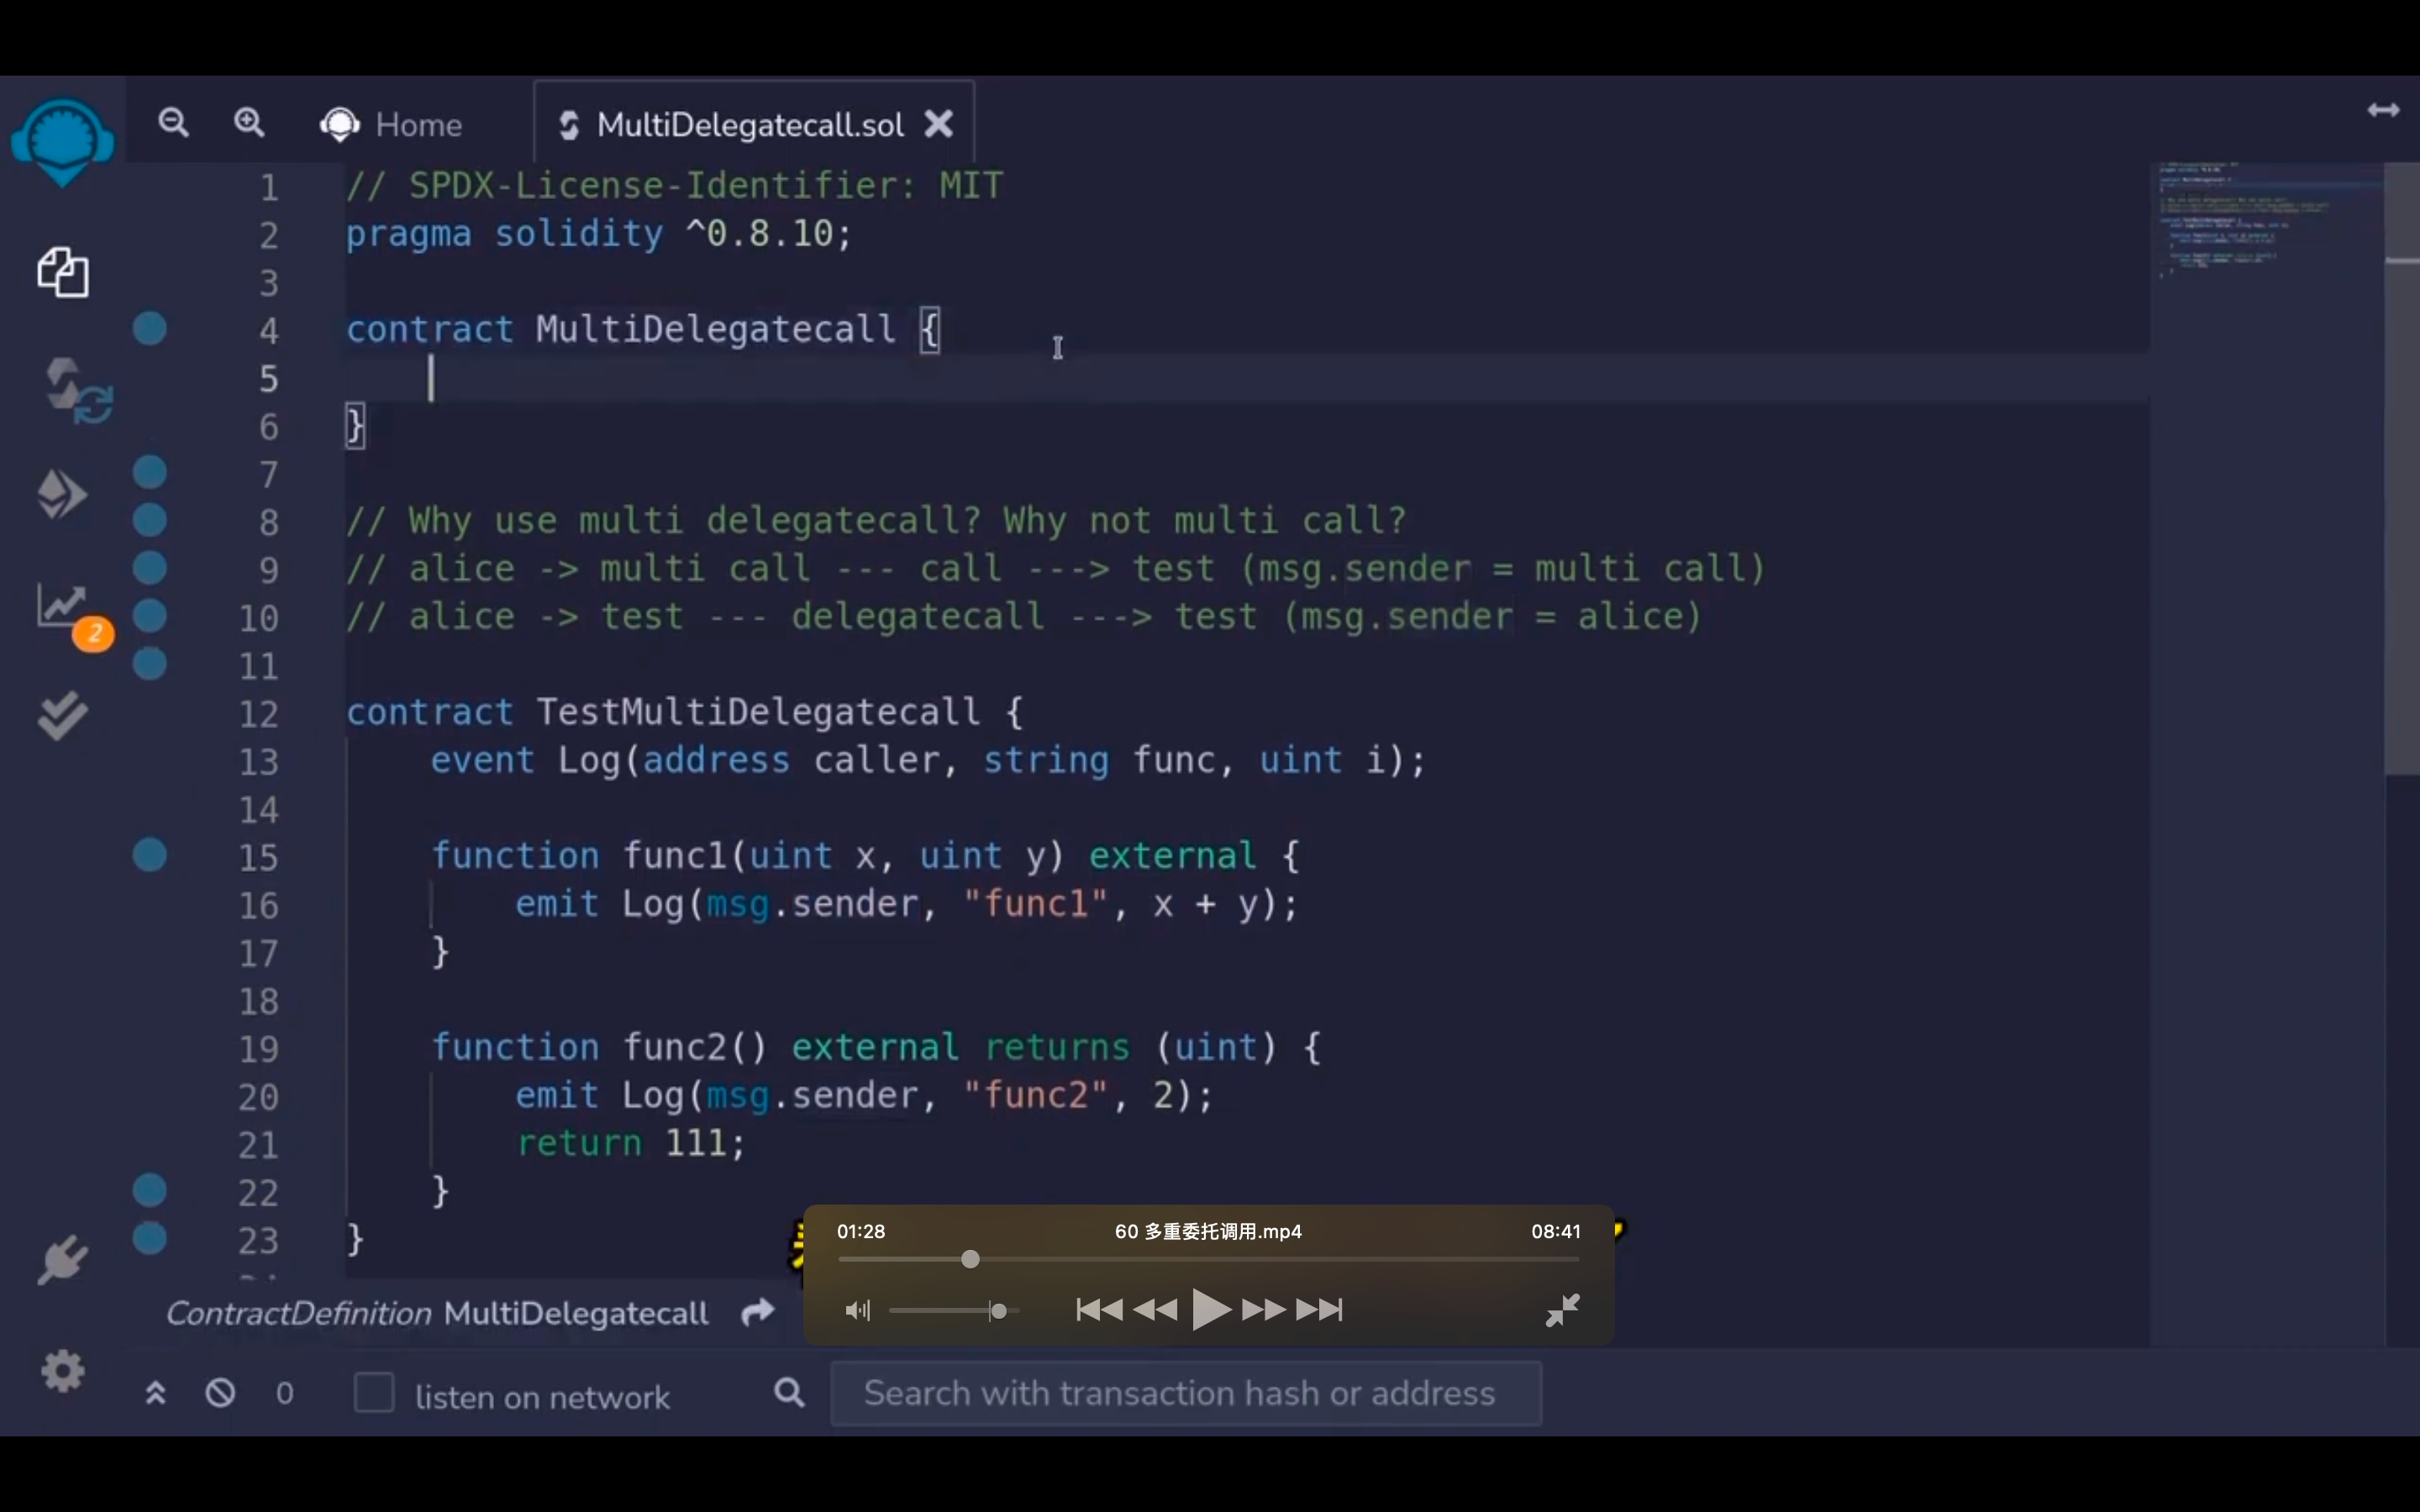 Home
MultiDelegatecall.sol
1 // SPDX-License-Identifier: MIT
2 pragma solidity ^0.8.10;
3
4 contract MultiDelegatecall {
5
6 }
7
8 // Why use multi delegatecall? Why not multi call?
9 // alice -> multi call --- call ---> test (msg.sender = multi call)
10 // alice -> test --- delegatecall ---> test (msg.sender = alice)
11
12 contract TestMultiDelegatecall {
13     event Log(address caller, string func, uint i);
14
15     function func1(uint x, uint y) external {
16         emit Log(msg.sender, "func1", x + y);
17     }
18
19     function func2() external returns (uint) {
20         emit Log(msg.sender, "func2", 2);
21         return 111;
22     }
23 }
2
01:28 60 多重委托调用.mp4 08:41
ContractDefinition MultiDelegatecall
0 listen on network Search with transaction hash or address